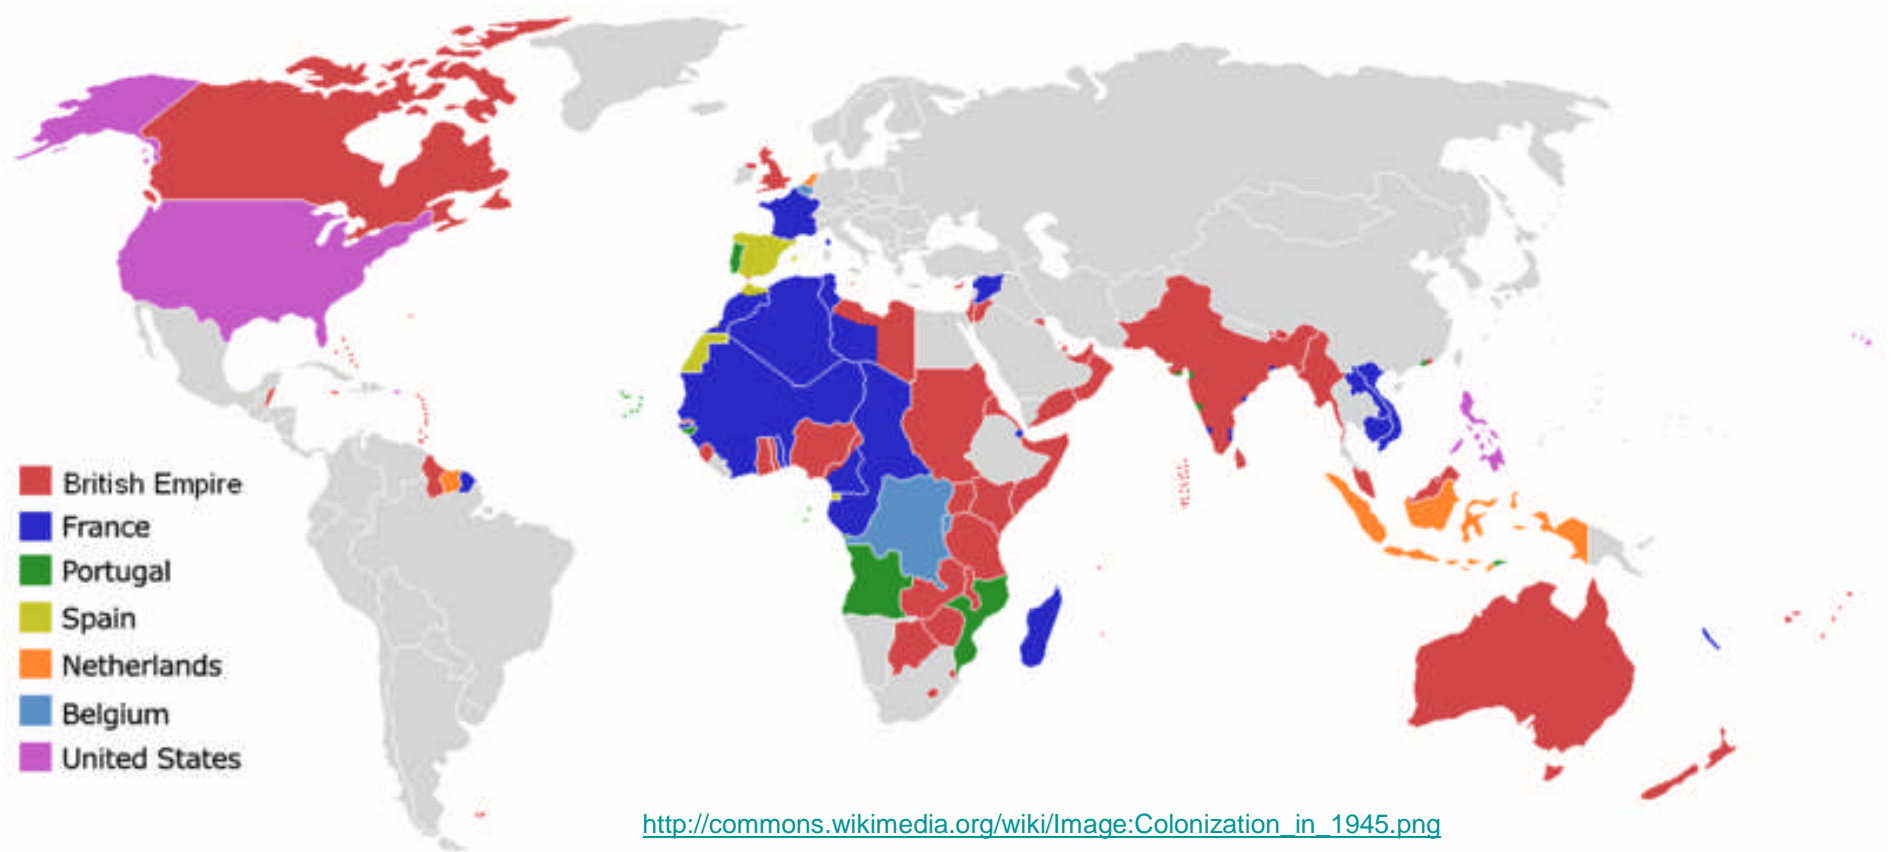 British Empire
France
Portugal
Spain
Netherlands
Belgium
United States
http://commons.wikimedia.org/wiki/Image:Colonization_in_1945.png